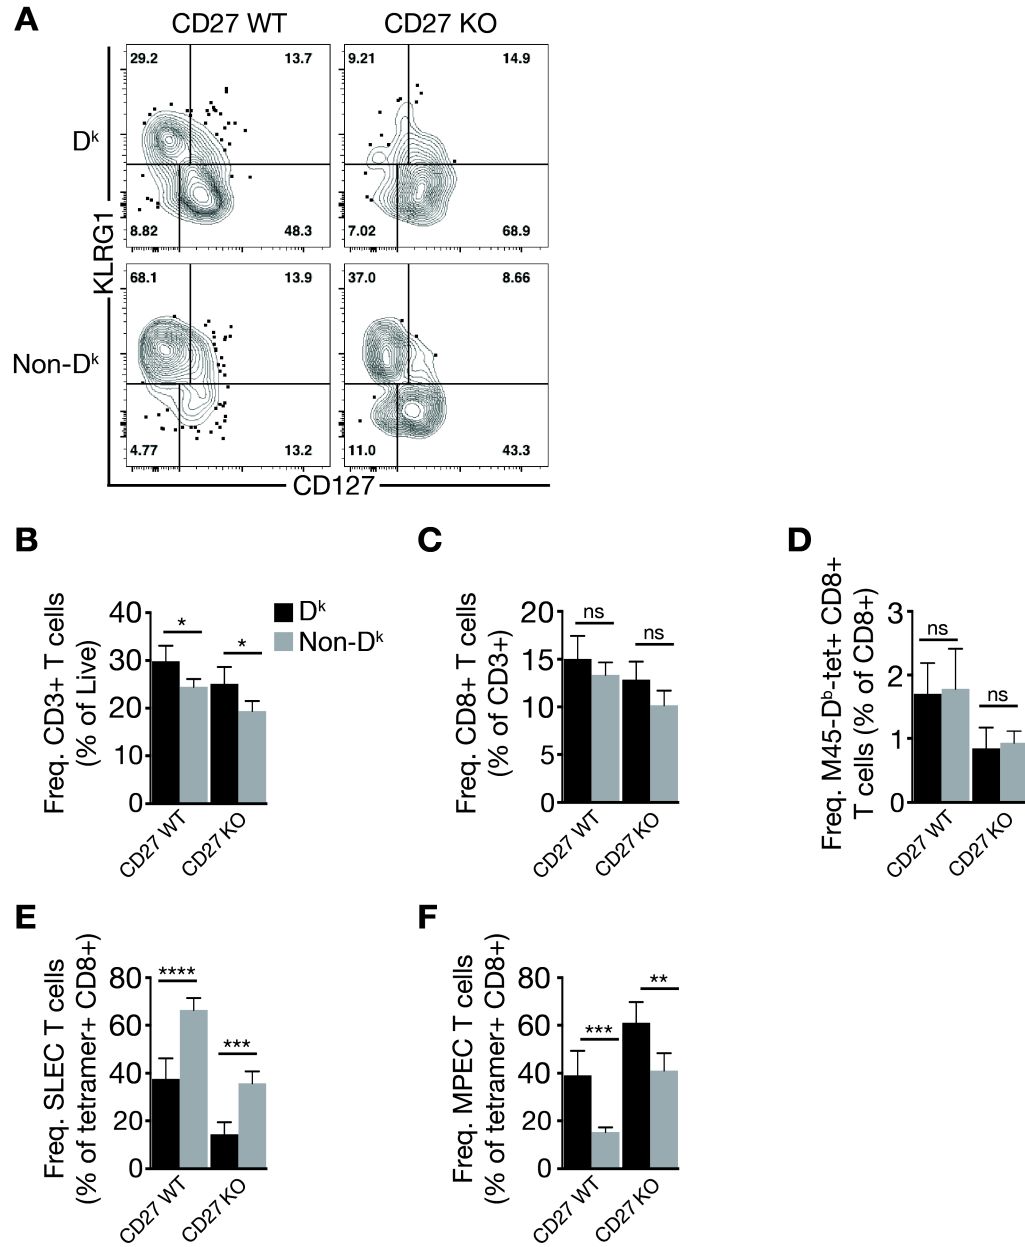 A
CD27 WT
CD27 KO
29.2
13.7
9.21
14.9
Dᵏ
8.82
48.3
7.02
68.9
KLRG1
68.1
13.9
37.0
8.66
Non-Dᵏ
4.77
13.2
11.0
43.3
CD127
B
Freq. CD3+ T cells
(% of Live)
40
30
20
10
0
*
*
Dᵏ
Non-Dᵏ
CD27 WT
CD27 KO
C
Freq. CD8+ T cells
(% of CD3+)
20
15
10
5
0
ns
ns
CD27 WT
CD27 KO
D
Freq. M45-Dᵇ-tet+ CD8+
T cells (% of CD8+)
3
2
1
0
ns
ns
CD27 WT
CD27 KO
E
Freq. SLEC T cells
(% of tetramer+ CD8+)
80
60
40
20
0
****
***
CD27 WT
CD27 KO
F
Freq. MPEC T cells
(% of tetramer+ CD8+)
80
60
40
20
0
***
**
CD27 WT
CD27 KO